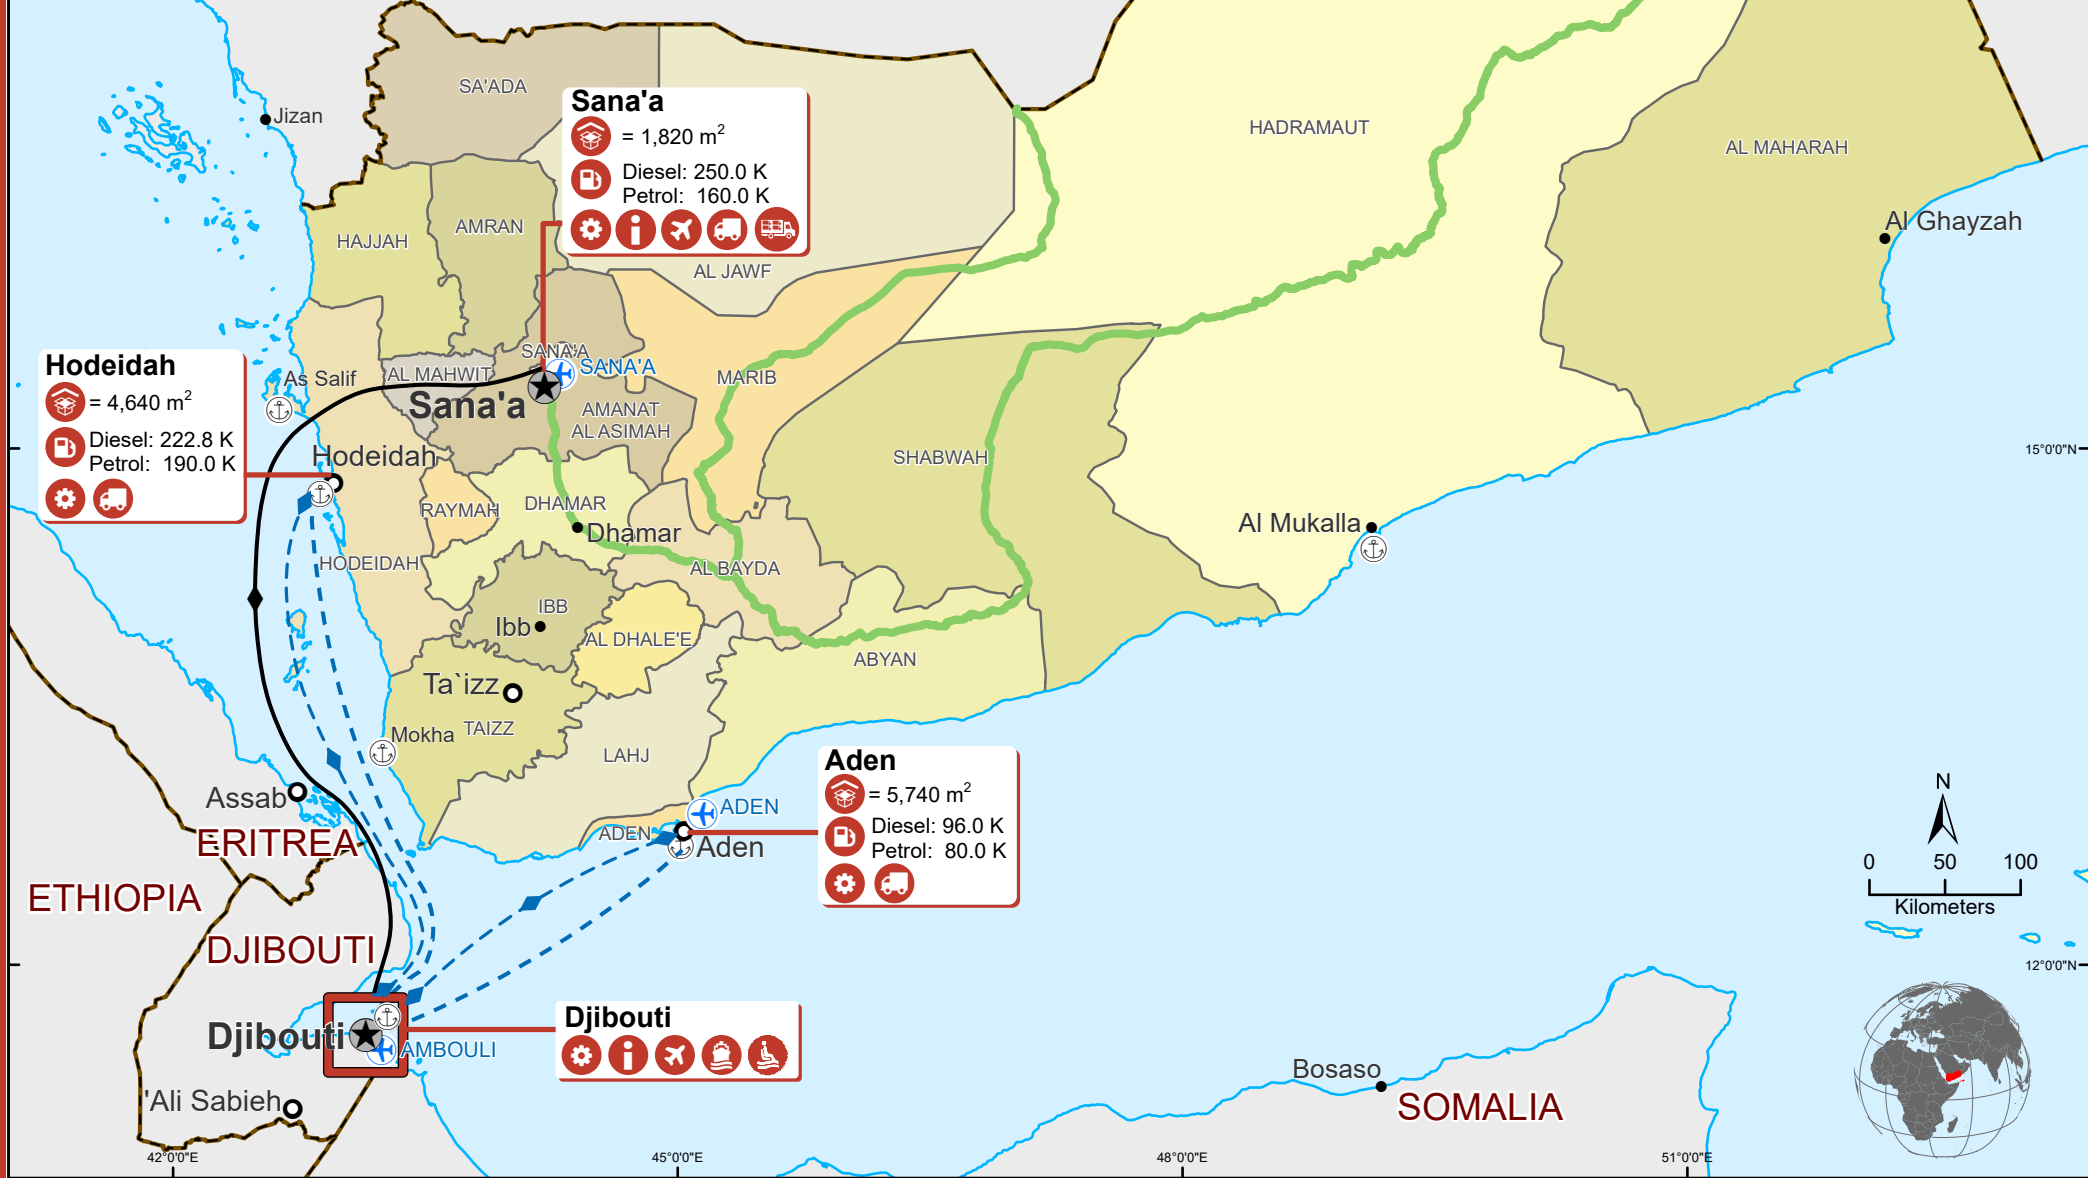 SA'ADA
Jizan
Sana'a
= 1,820 m²
Diesel: 250.0 K
Petrol: 160.0 K
HADRAMAUT
AL MAHARAH
Al Ghayzah
HAJJAH
AMRAN
AL JAWF
Hodeidah
= 4,640 m²
Diesel: 222.8 K
Petrol: 190.0 K
As Salif
AL MAHWIT
SANA'A
SANA'A
Sana'a
MARIB
AMANAT
AL ASIMAH
Hodeidah
SHABWAH
15°0'0"N
RAYMAH
DHAMAR
Dhamar
Al Mukalla
HODEIDAH
AL BAYDA
IBB
Ibb
AL DHALE'E
ABYAN
Ta`izz
Mokha
TAIZZ
LAHJ
Assab
ERITREA
ETHIOPIA
DJIBOUTI
ADEN
ADEN
Aden
Aden
= 5,740 m²
Diesel: 96.0 K
Petrol: 80.0 K
N
0 50 100
Kilometers
12°0'0"N
Djibouti
AMBOULI
'Ali Sabieh
Djibouti
Bosaso
SOMALIA
42°0'0"E
45°0'0"E
48°0'0"E
51°0'0"E